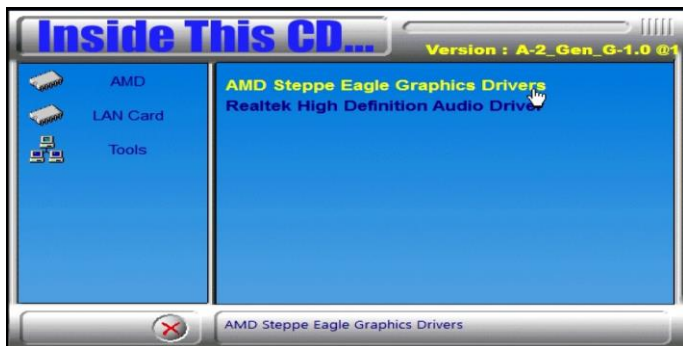 Inside This CD...
Version : A-2_Gen_G-1.0 @1
AMD
LAN Card
Tools
AMD Steppe Eagle Graphics Drivers
Realtek High Definition Audio Driver
AMD Steppe Eagle Graphics Drivers